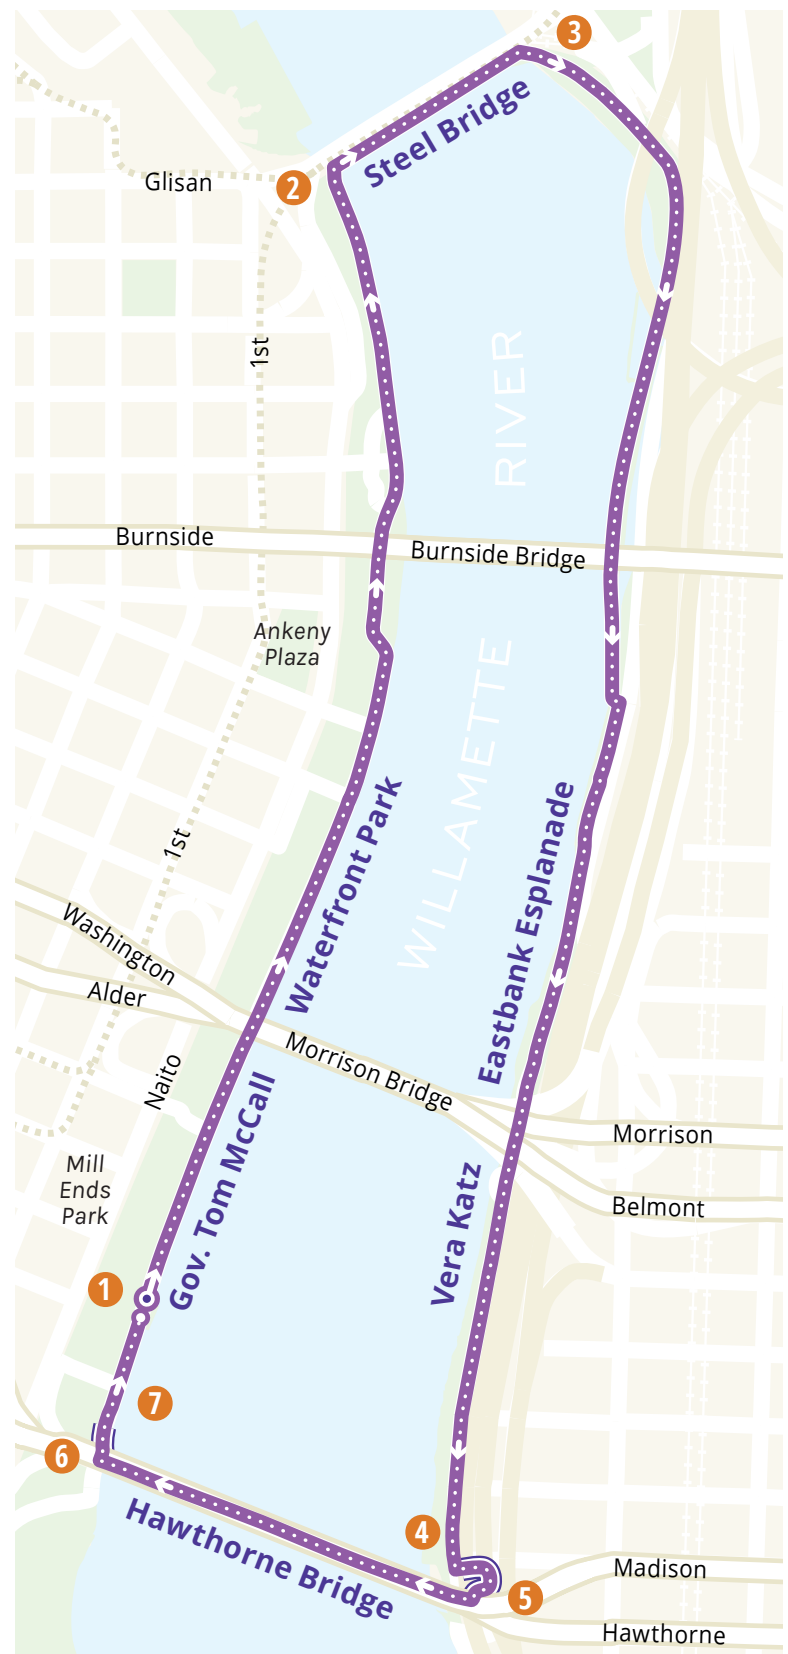 3
Steel Bridge
Glisan
2
1st
RIVER
Burnside
Burnside Bridge
Ankeny
Plaza
WILLAMETTE
1st
Waterfront Park
Eastbank Esplanade
Washington
Alder
Morrison Bridge
Naito
Gov. Tom McCall
Morrison
Mill
Ends
Park
Vera Katz
Belmont
1
7
6
Hawthorne Bridge
4
5
Madison
Hawthorne